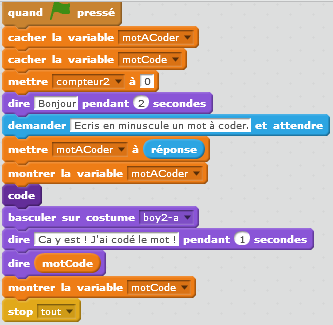 quand pressé
cacher la variable motACoder
cacher la variable motCode
mettre compteur2 à 0
dire Bonjour pendant 2 secondes
demander Ecris en minuscule un mot à coder. et attendre
mettre motACoder à réponse
montrer la variable motACoder
code
basculer sur costume boy2-a
dire Ca y est ! J'ai codé le mot ! pendant 1 secondes
dire motCode
montrer la variable motCode
stop tout